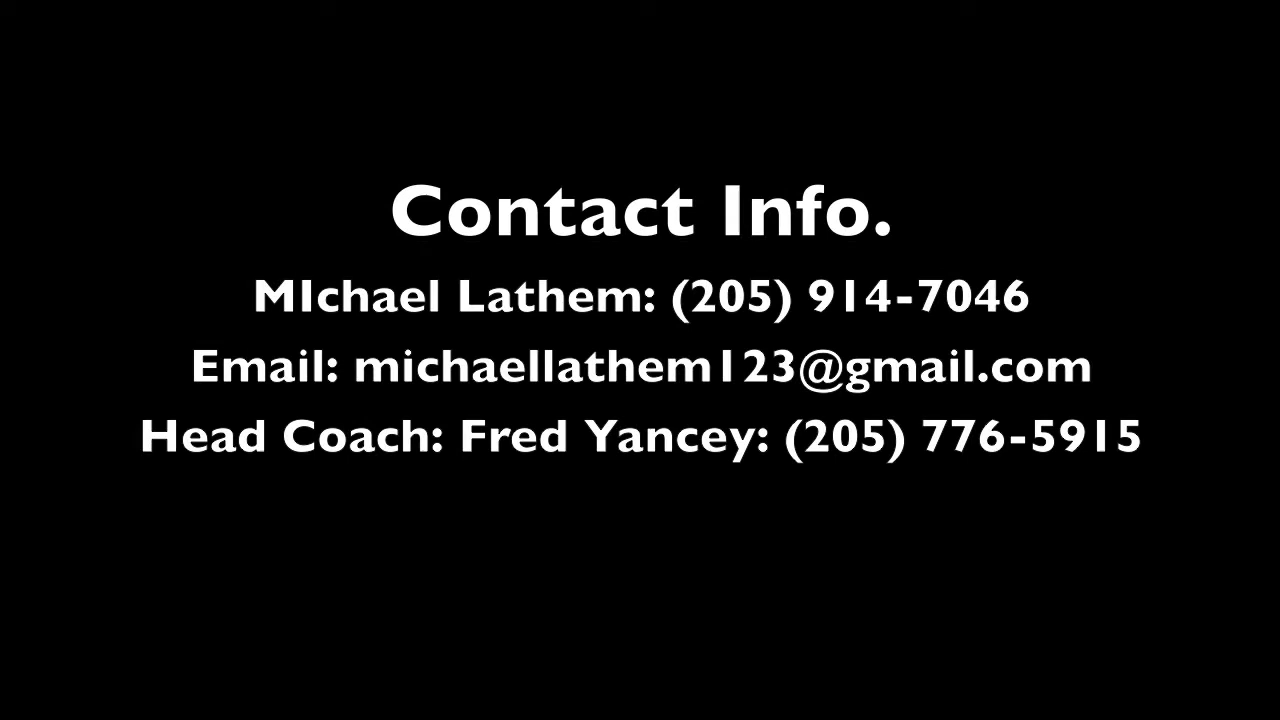 Contact Info.
MIchael Lathem: (205) 914-7046
Email: michaellathem123@gmail.com
Head Coach: Fred Yancey: (205) 776-5915